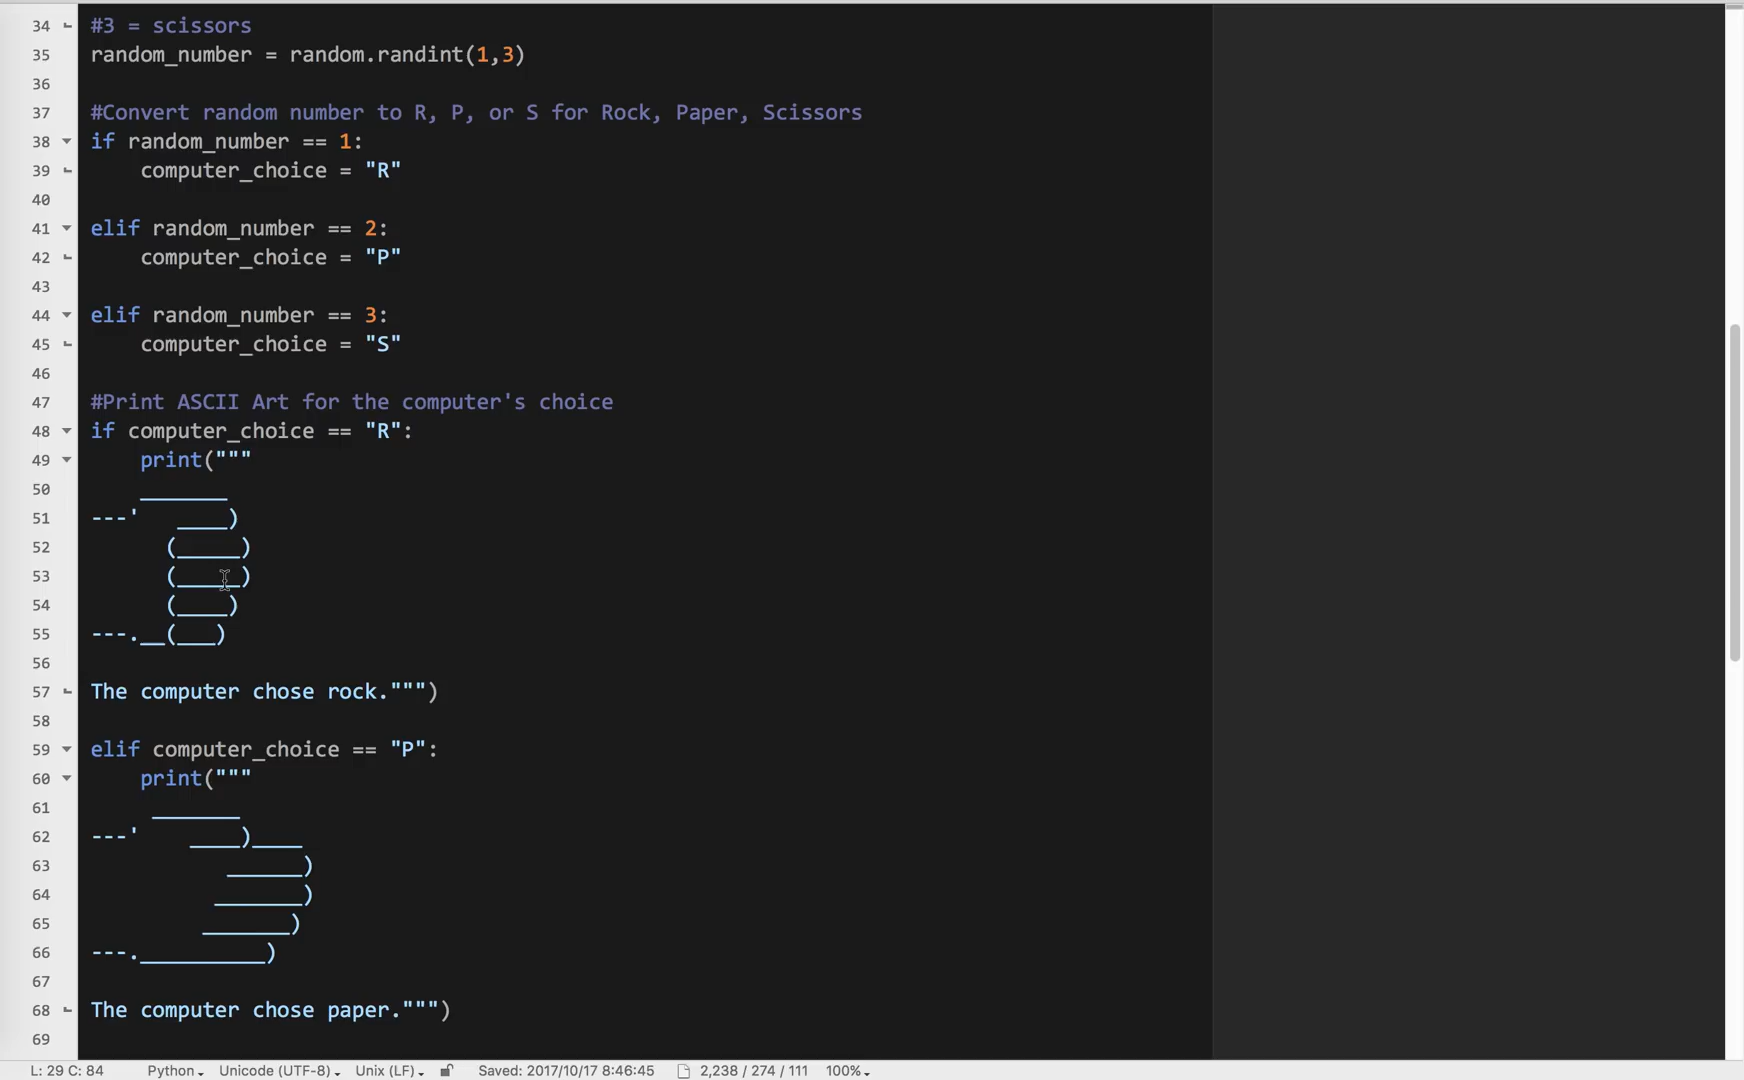 34 #3 = scissors
35 random_number = random.randint(1,3)
36
37 #Convert random number to R, P, or S for Rock, Paper, Scissors
38 if random_number == 1:
39     computer_choice = "R"
40
41 elif random_number == 2:
42     computer_choice = "P"
43
44 elif random_number == 3:
45     computer_choice = "S"
46
47 #Print ASCII Art for the computer's choice
48 if computer_choice == "R":
49     print("""
50     _______
51 ---'   ____)
52       (_____)
53       (_____)
54       (____)
55 ---.__(___)
56
57 The computer chose rock.""")
58
59 elif computer_choice == "P":
60     print("""
61      _______
62 ---'    ____)____
63            ______)
64           _______)
65          _______)
66 ---.__________)
67
68 The computer chose paper.""")
69
L: 29 C: 84 Python Unicode (UTF-8) Unix (LF) Saved: 2017/10/17 8:46:45 2,238 / 274 / 111 100%